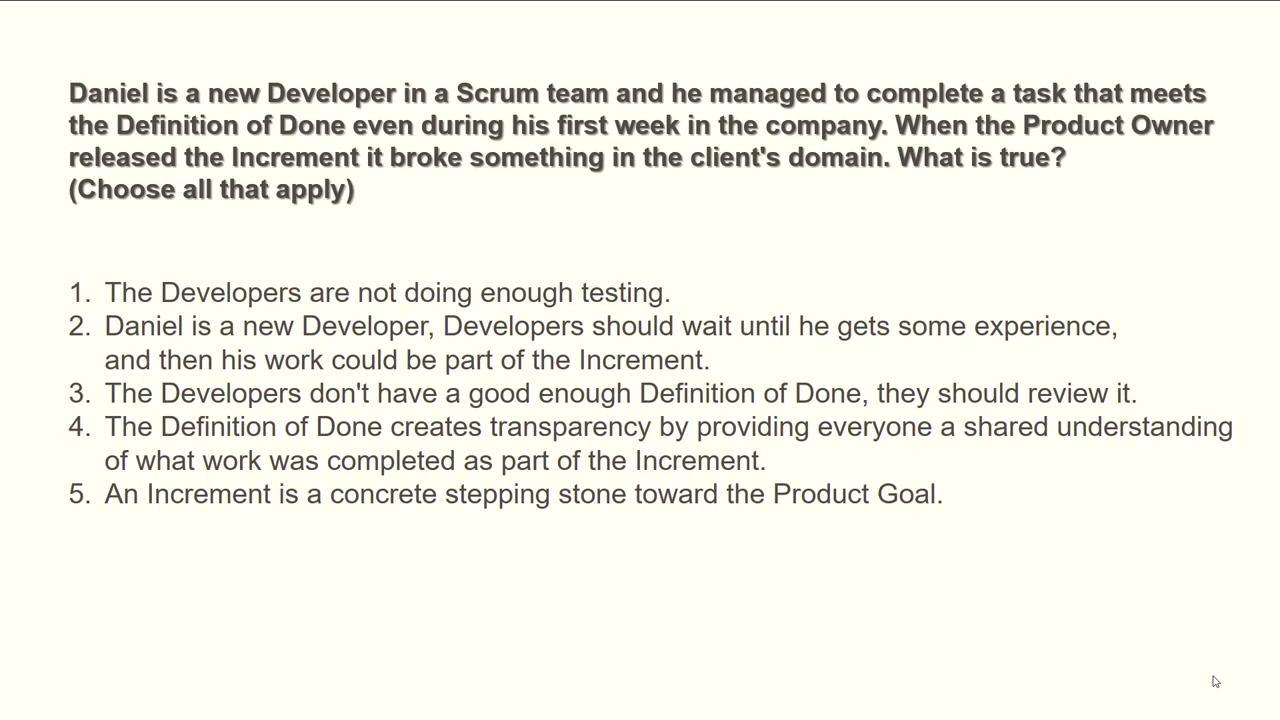 Daniel is a new Developer in a Scrum team and he managed to complete a task that meets
the Definition of Done even during his first week in the company. When the Product Owner
released the Increment it broke something in the client's domain. What is true?
(Choose all that apply)
1. The Developers are not doing enough testing.
2. Daniel is a new Developer, Developers should wait until he gets some experience,
and then his work could be part of the Increment.
3. The Developers don't have a good enough Definition of Done, they should review it.
4. The Definition of Done creates transparency by providing everyone a shared understanding
of what work was completed as part of the Increment.
5. An Increment is a concrete stepping stone toward the Product Goal.